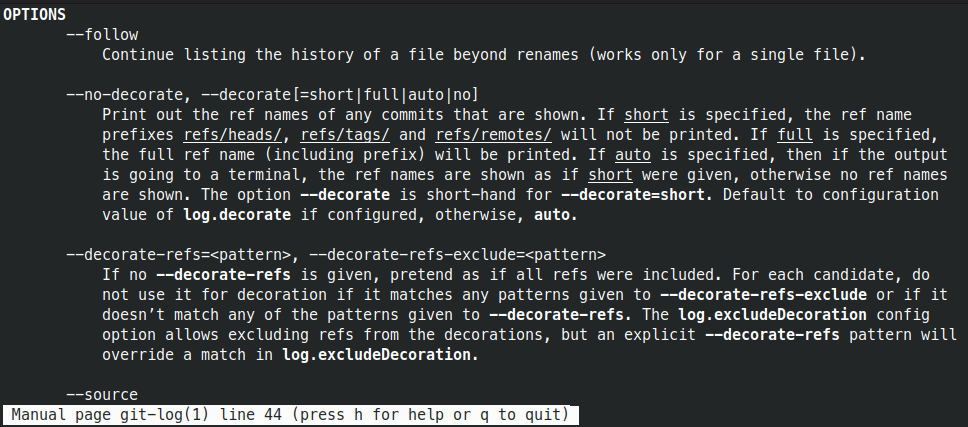 OPTIONS
--follow
Continue listing the history of a file beyond renames (works only for a single file).
--no-decorate, --decorate[=short|full|auto|no]
Print out the ref names of any commits that are shown. If short is specified, the ref name
prefixes refs/heads/, refs/tags/ and refs/remotes/ will not be printed. If full is specified,
the full ref name (including prefix) will be printed. If auto is specified, then if the output
is going to a terminal, the ref names are shown as if short were given, otherwise no ref names
are shown. The option --decorate is short-hand for --decorate=short. Default to configuration
value of log.decorate if configured, otherwise, auto.
--decorate-refs=<pattern>, --decorate-refs-exclude=<pattern>
If no --decorate-refs is given, pretend as if all refs were included. For each candidate, do
not use it for decoration if it matches any patterns given to --decorate-refs-exclude or if it
doesn’t match any of the patterns given to --decorate-refs. The log.excludeDecoration config
option allows excluding refs from the decorations, but an explicit --decorate-refs pattern will
override a match in log.excludeDecoration.
--source
Manual page git-log(1) line 44 (press h for help or q to quit)